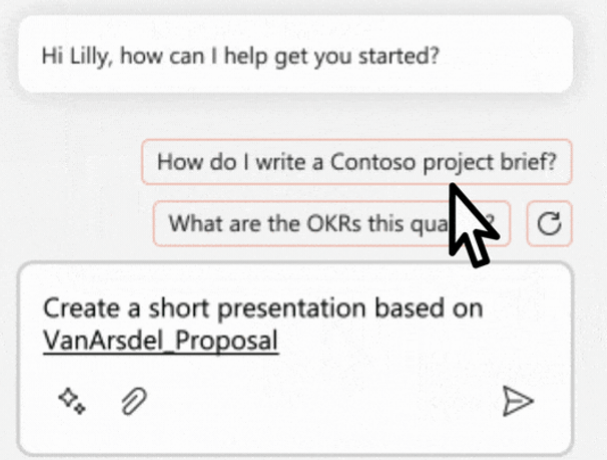 Hi Lilly, how can I help get you started?
How do I write a Contoso project brief?
What are the OKRs this ?
Create a short presentation based on
VanArsdel_Proposal